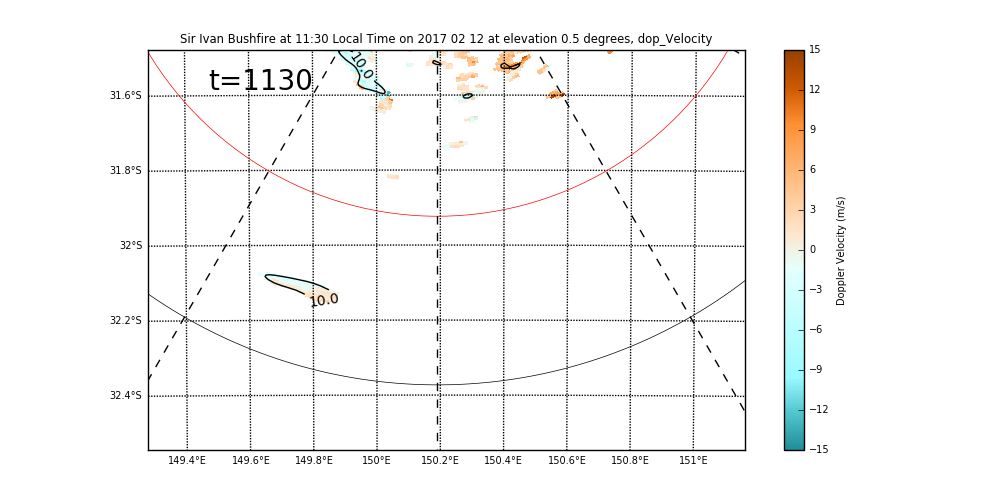 Sir Ivan Bushfire at 11:30 Local Time on 2017 02 12 at elevation 0.5 degrees, dop_Velocity
t=1130
10.0
10.0
31.6°S
31.8°S
32°S
32.2°S
32.4°S
149.4°E 149.6°E 149.8°E 150°E 150.2°E 150.4°E 150.6°E 150.8°E 151°E
15
12
9
6
3
0
−3
−6
−9
−12
−15
Doppler Velocity (m/s)